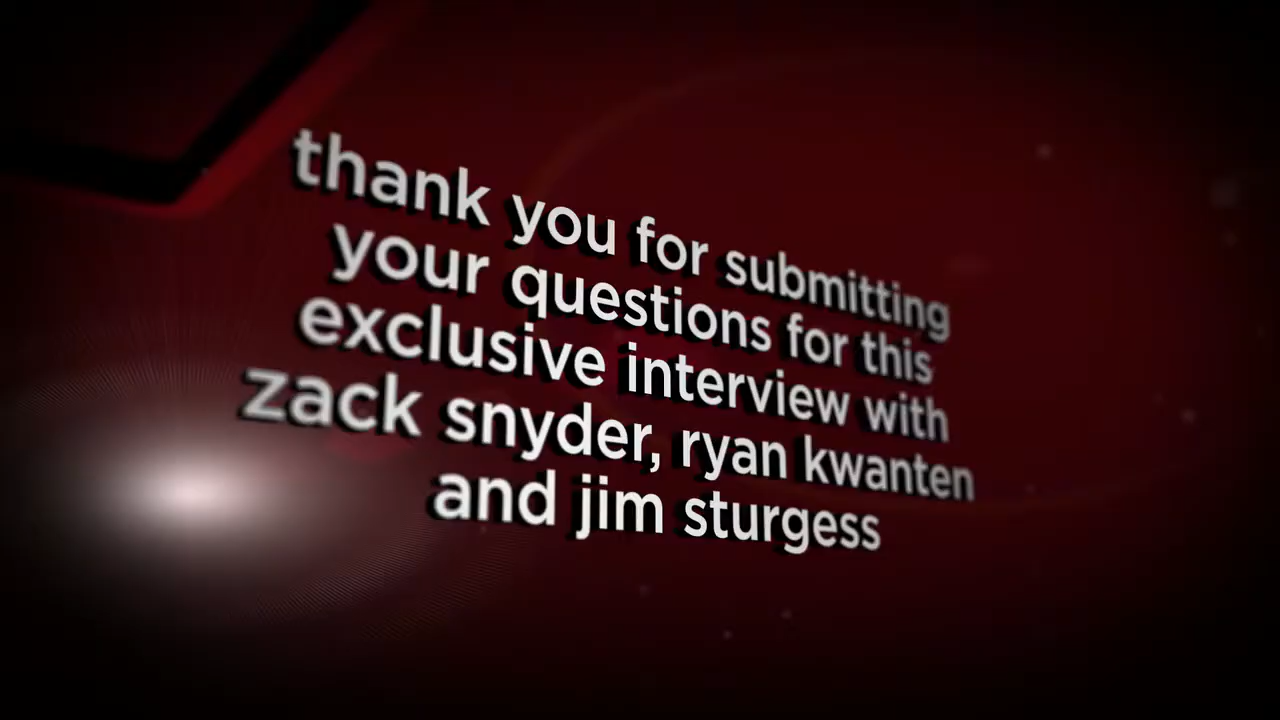 thank you for submitting
your questions for this
exclusive interview with
zack snyder, ryan kwanten
and jim sturgess